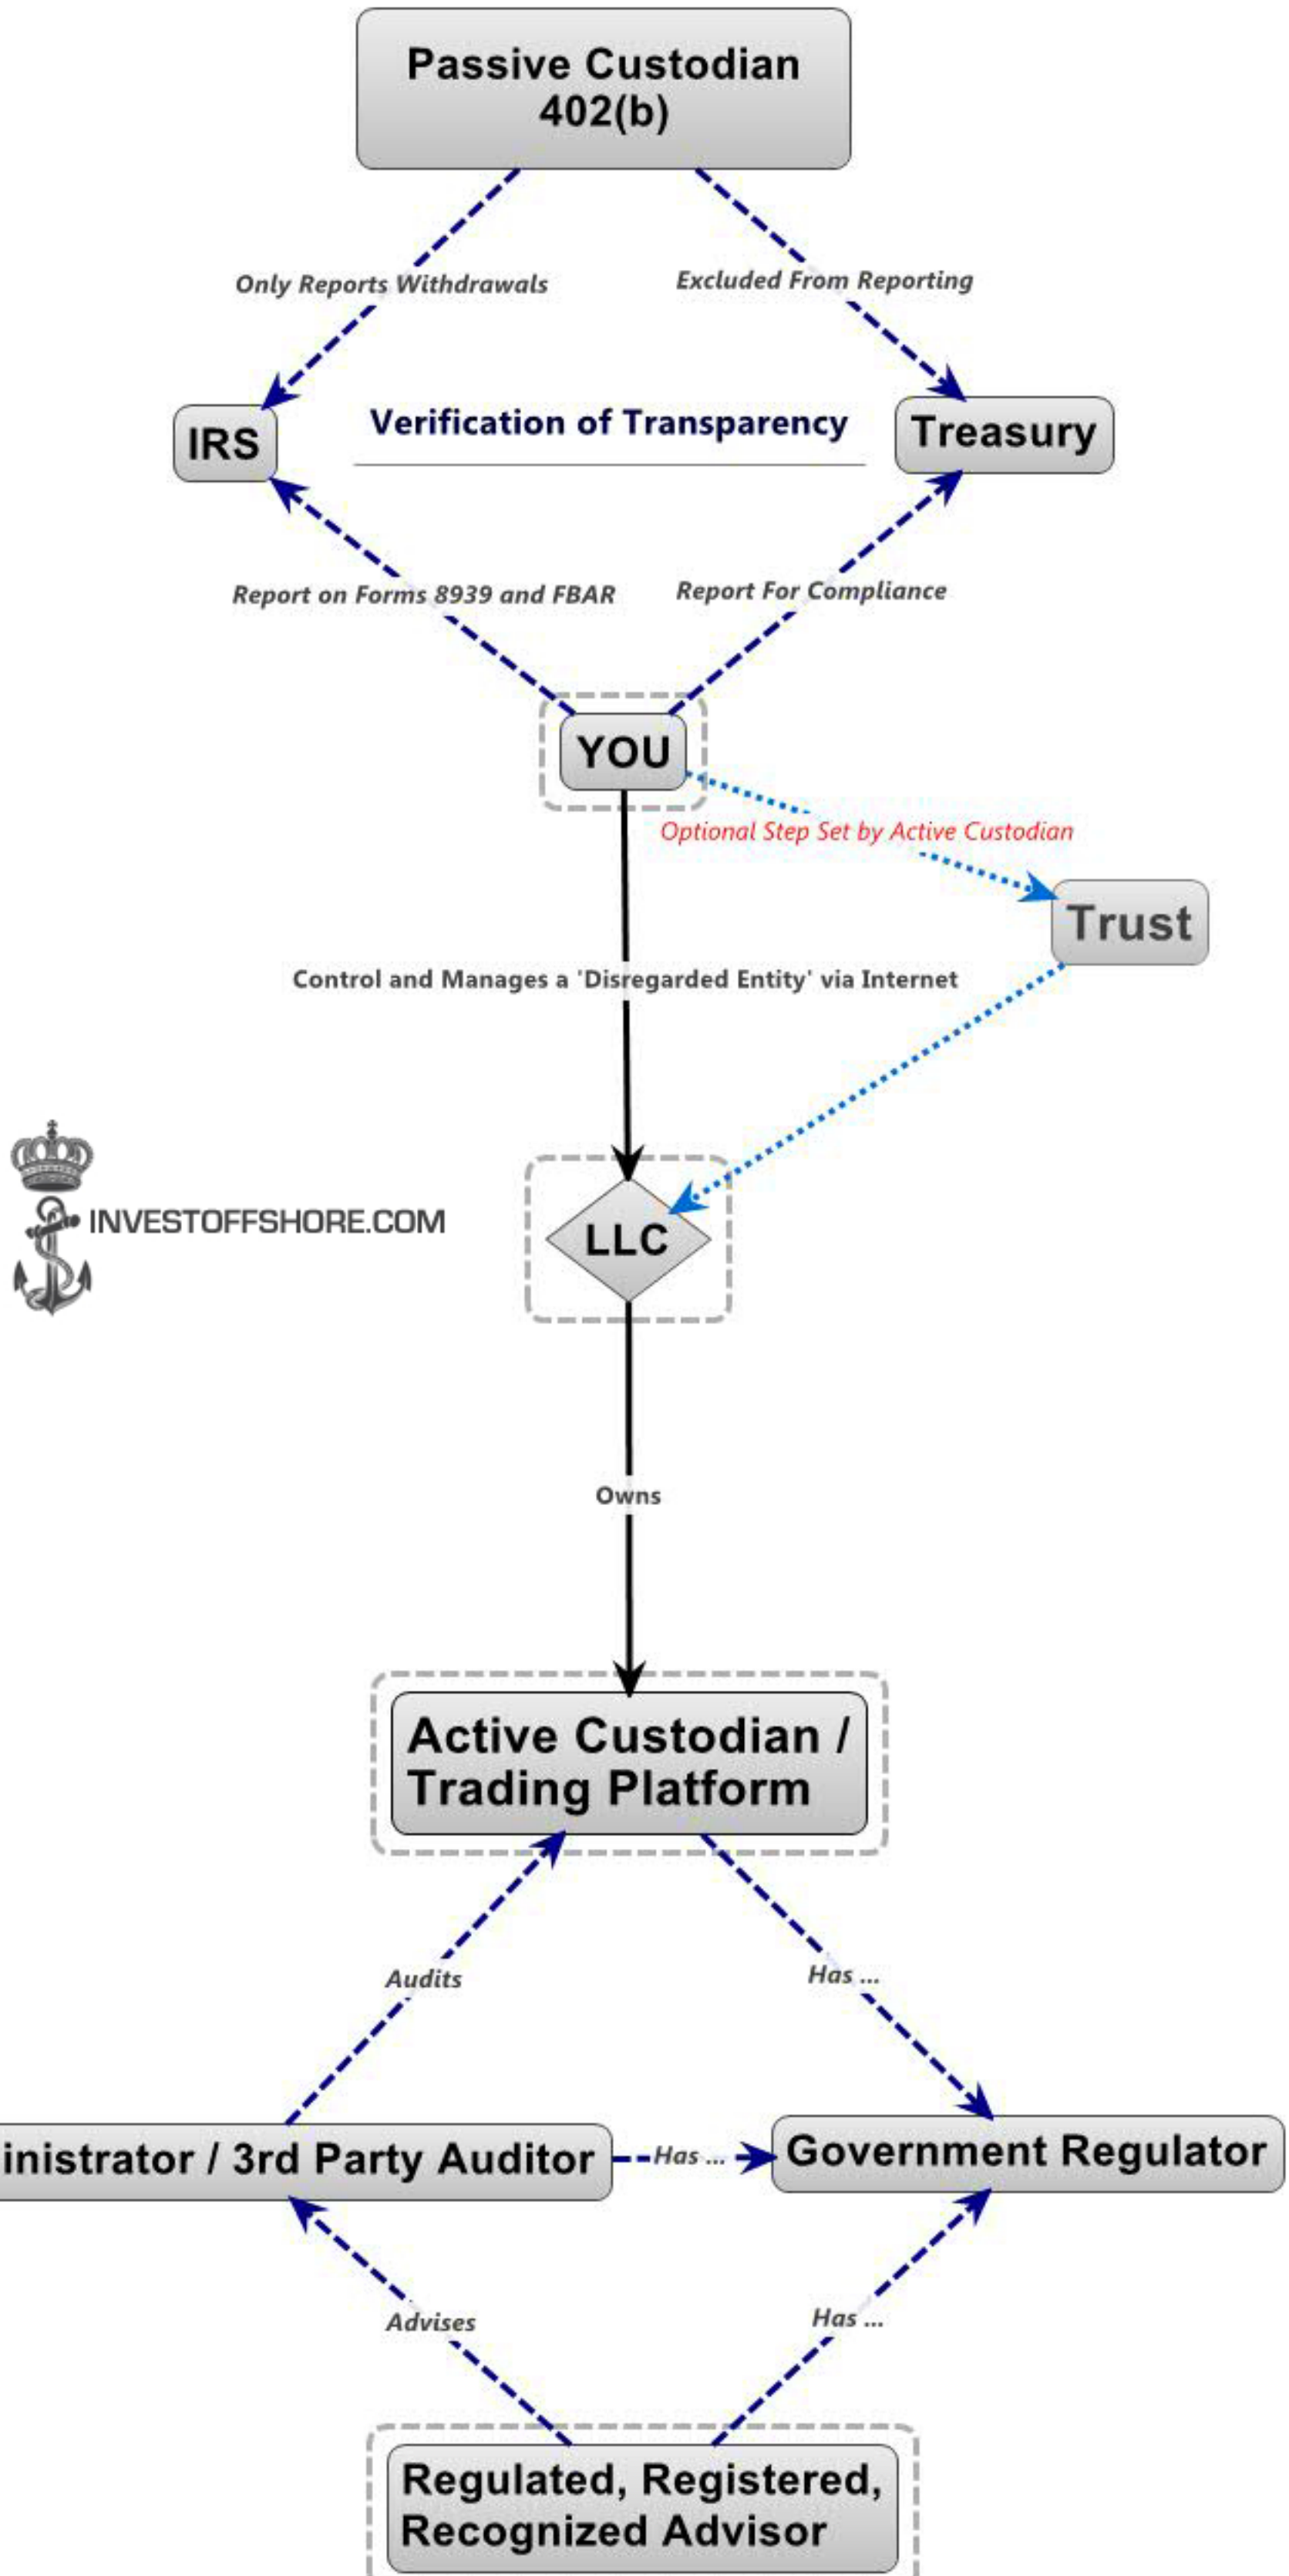 Passive Custodian
402(b)
Only Reports Withdrawals
Excluded From Reporting
IRS
Verification of Transparency
Treasury
Report on Forms 8939 and FBAR
Report For Compliance
YOU
Optional Step Set by Active Custodian
Trust
Control and Manages a 'Disregarded Entity' via Internet
INVESTOFFSHORE.COM
LLC
Owns
Active Custodian /
Trading Platform
Audits
Has ...
inistrator / 3rd Party Auditor
Has ...
Government Regulator
Advises
Has ...
Regulated, Registered,
Recognized Advisor